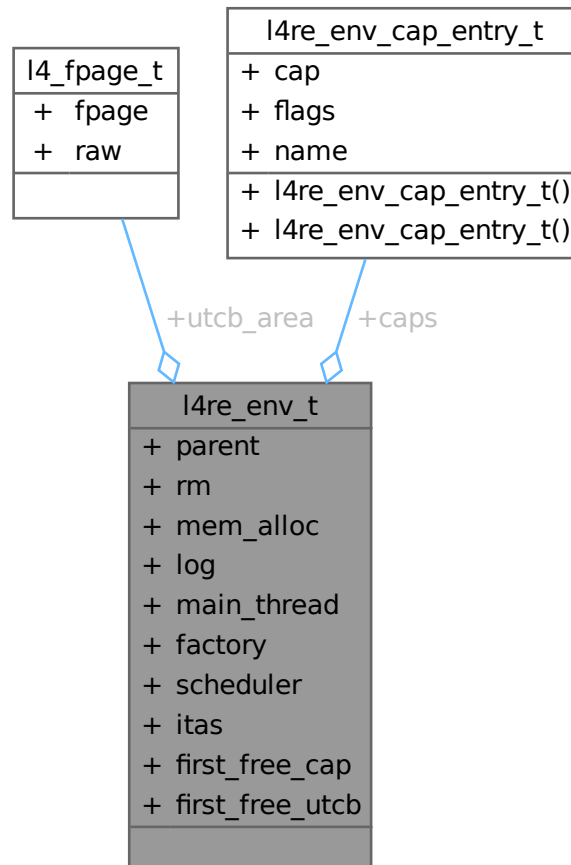 l4_fpage_t
+ fpage
+ raw
l4re_env_cap_entry_t
+ cap
+ flags
+ name
+ l4re_env_cap_entry_t()
+ l4re_env_cap_entry_t()
+utcb_area
+caps
l4re_env_t
+ parent
+ rm
+ mem_alloc
+ log
+ main_thread
+ factory
+ scheduler
+ itas
+ first_free_cap
+ first_free_utcb